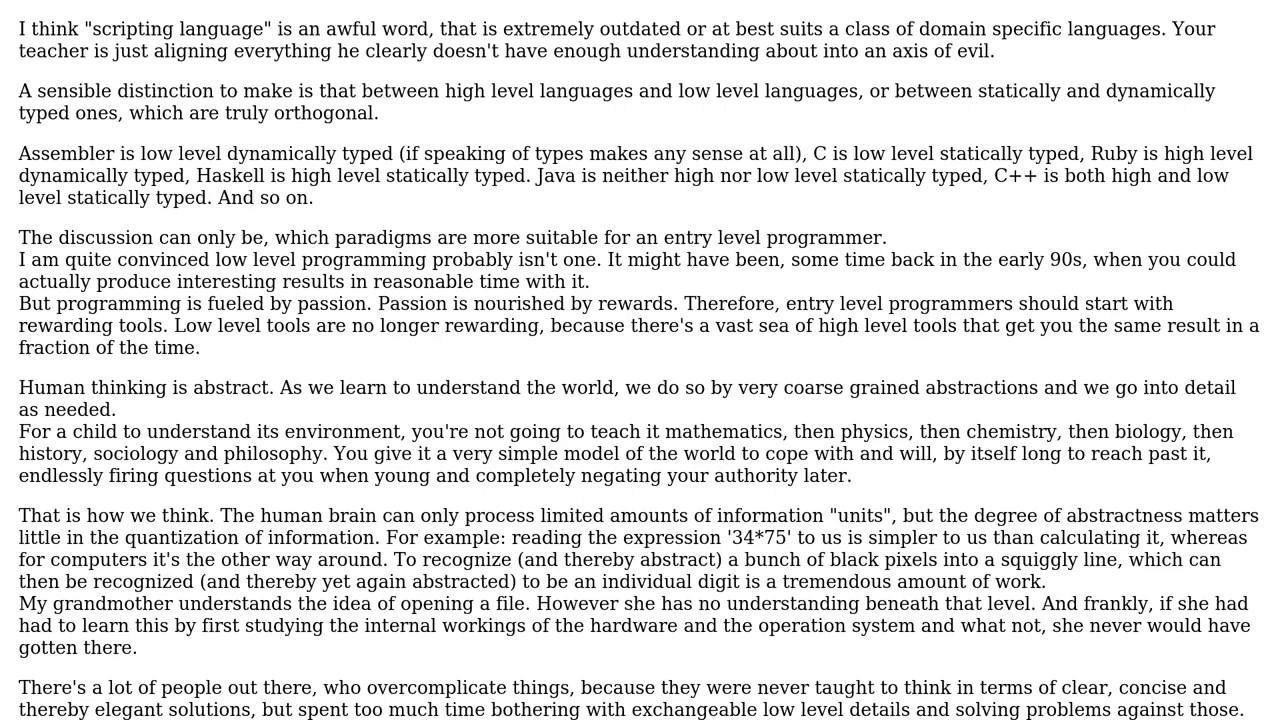 I think "scripting language" is an awful word, that is extremely outdated or at best suits a class of domain specific languages. Your
teacher is just aligning everything he clearly doesn't have enough understanding about into an axis of evil.
A sensible distinction to make is that between high level languages and low level languages, or between statically and dynamically
typed ones, which are truly orthogonal.
Assembler is low level dynamically typed (if speaking of types makes any sense at all), C is low level statically typed, Ruby is high level
dynamically typed, Haskell is high level statically typed. Java is neither high nor low level statically typed, C++ is both high and low
level statically typed. And so on.
The discussion can only be, which paradigms are more suitable for an entry level programmer.
I am quite convinced low level programming probably isn't one. It might have been, some time back in the early 90s, when you could
actually produce interesting results in reasonable time with it.
But programming is fueled by passion. Passion is nourished by rewards. Therefore, entry level programmers should start with
rewarding tools. Low level tools are no longer rewarding, because there's a vast sea of high level tools that get you the same result in a
fraction of the time.
Human thinking is abstract. As we learn to understand the world, we do so by very coarse grained abstractions and we go into detail
as needed.
For a child to understand its environment, you're not going to teach it mathematics, then physics, then chemistry, then biology, then
history, sociology and philosophy. You give it a very simple model of the world to cope with and will, by itself long to reach past it,
endlessly firing questions at you when young and completely negating your authority later.
That is how we think. The human brain can only process limited amounts of information "units", but the degree of abstractness matters
little in the quantization of information. For example: reading the expression '34*75' to us is simpler to us than calculating it, whereas
for computers it's the other way around. To recognize (and thereby abstract) a bunch of black pixels into a squiggly line, which can
then be recognized (and thereby yet again abstracted) to be an individual digit is a tremendous amount of work.
My grandmother understands the idea of opening a file. However she has no understanding beneath that level. And frankly, if she had
had to learn this by first studying the internal workings of the hardware and the operation system and what not, she never would have
gotten there.
There's a lot of people out there, who overcomplicate things, because they were never taught to think in terms of clear, concise and
thereby elegant solutions, but spent too much time bothering with exchangeable low level details and solving problems against those.